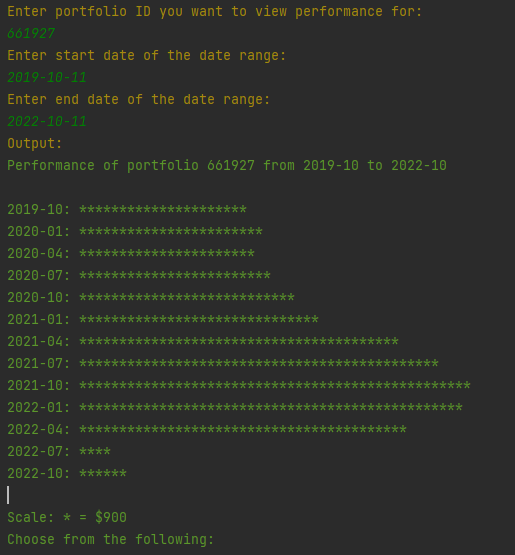 Enter portfolio ID you want to view performance for:
661927
Enter start date of the date range:
2019-10-11
Enter end date of the date range:
2022-10-11
Output:
Performance of portfolio 661927 from 2019-10 to 2022-10
2019-10: *********************
2020-01: ***********************
2020-04: **********************
2020-07: ************************
2020-10: ***************************
2021-01: ******************************
2021-04: ****************************************
2021-07: *********************************************
2021-10: *************************************************
2022-01: ************************************************
2022-04: *****************************************
2022-07: ****
2022-10: ******
Scale: * = $900
Choose from the following: